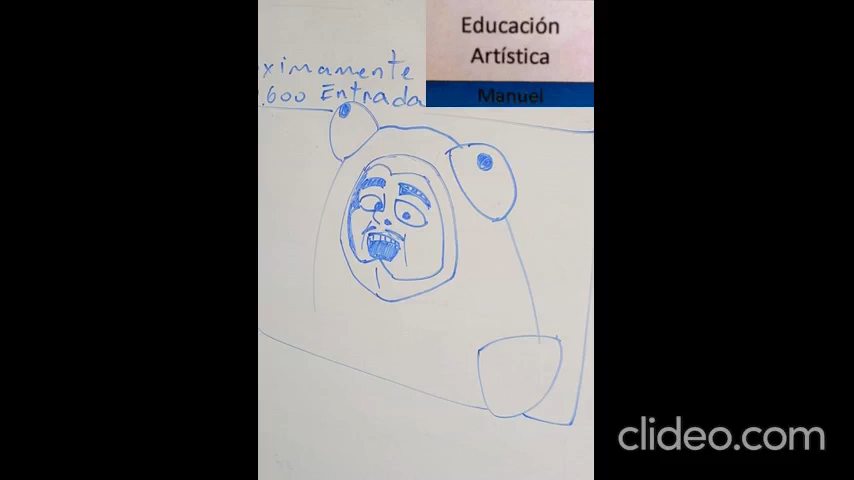 Educación
Artística
Manuel
ximamente
600 Entrada
clideo.com